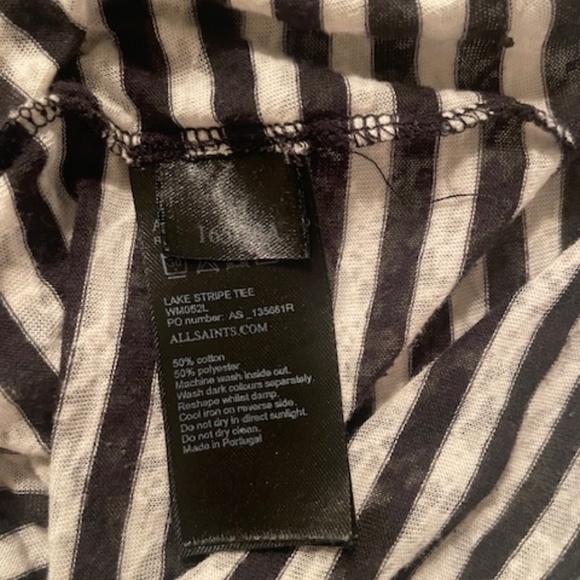 LAKE STRIPE TEE
WM052L
PO number: AS_135661R
ALLSAINTS.COM
50% cotton
50% polyester
Machine wash inside out.
Wash dark colours separately.
Reshape whilst damp.
Cool iron on reverse side.
Do not dry in direct sunlight.
Do not dry clean.
Made in Portugal